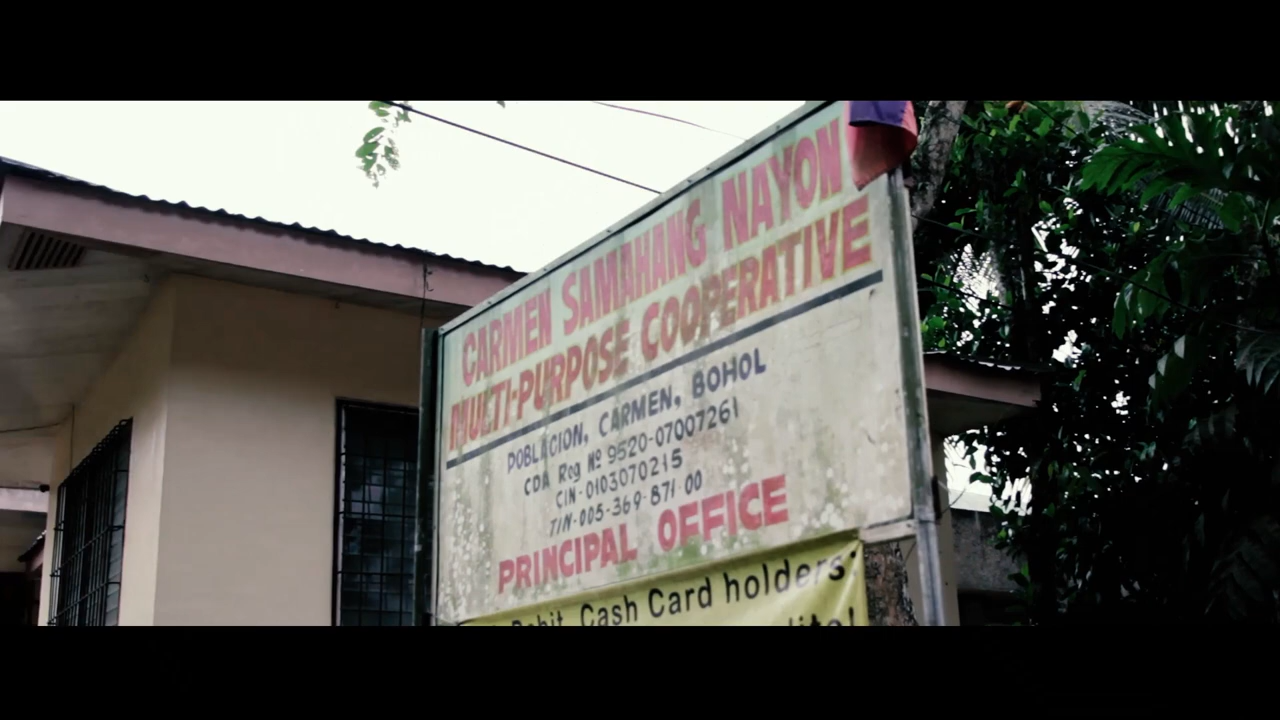 CARMEN SAMAHANG NAYON
MULTI-PURPOSE COOPERATIVE
POBLACION, CARMEN, BOHOL
CDA Reg Nº 9520-07007261
CIN-0103070215
TIN-005-369-871-00
PRINCIPAL OFFICE
Debit, Cash Card holders'